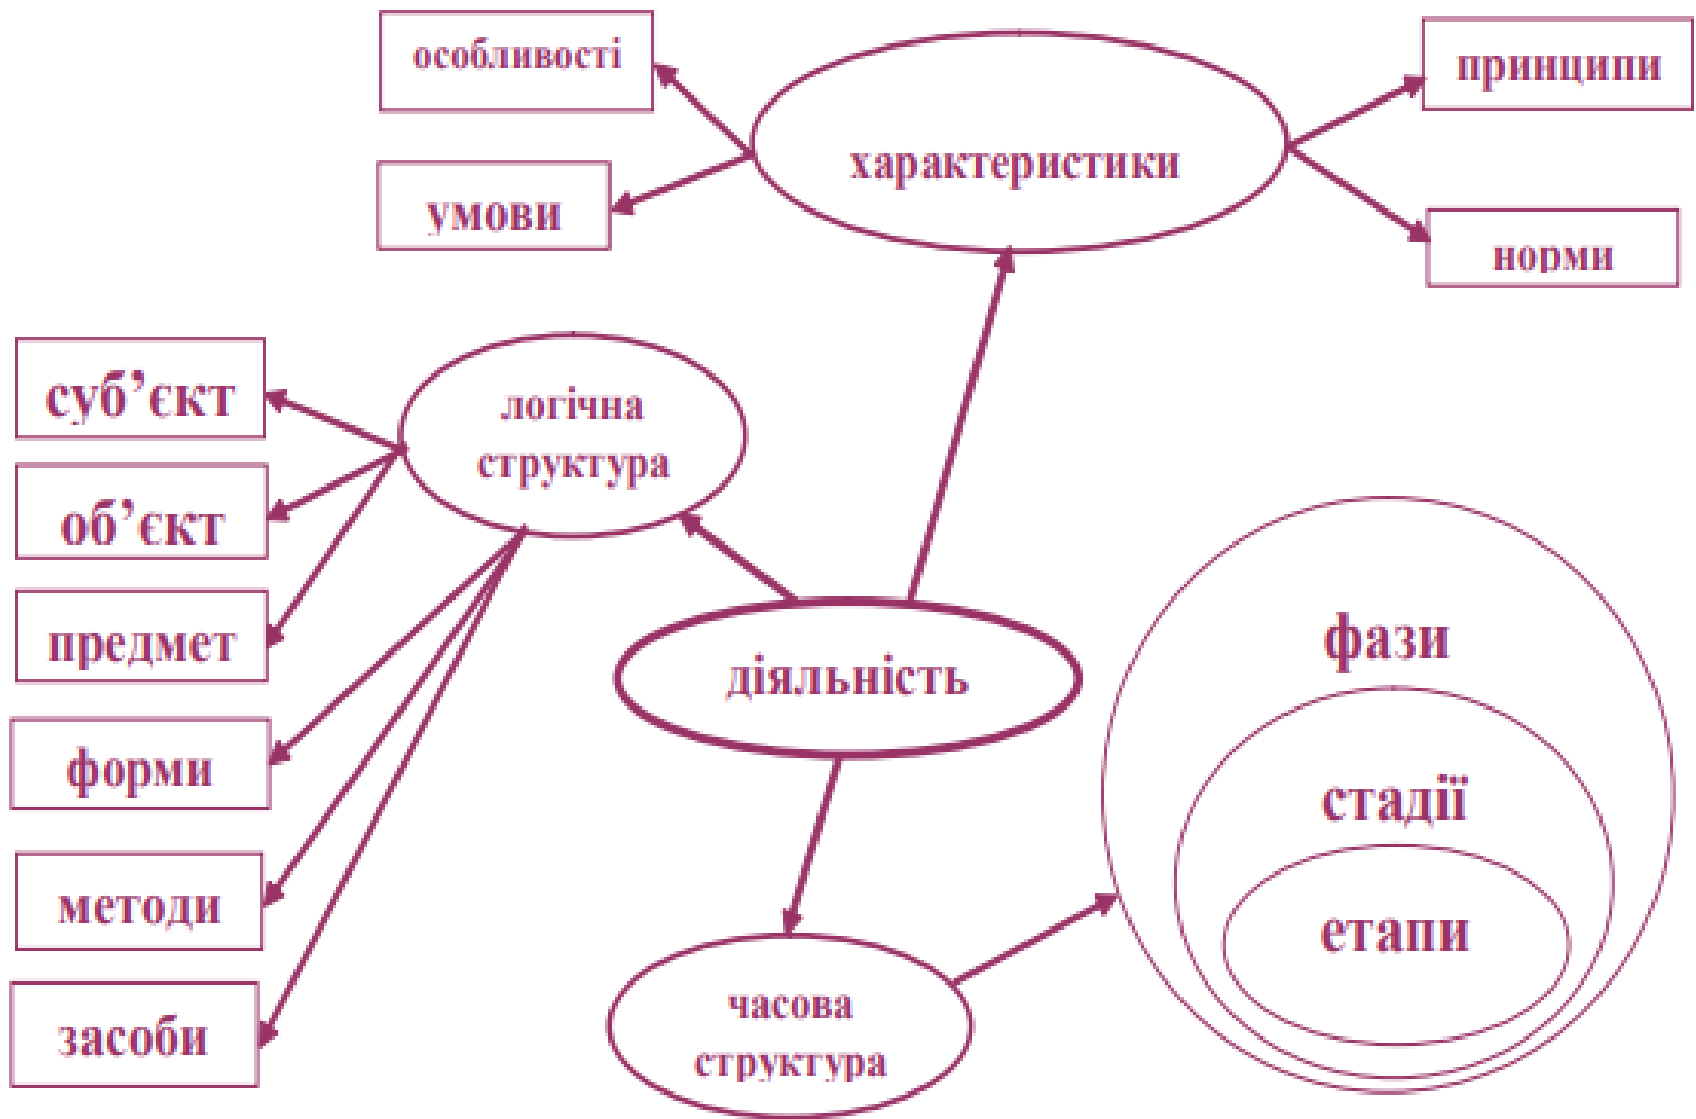 особливості
принципи
характеристики
умови
норми
суб’єкт
логічна
структура
об’єкт
предмет
діяльність
форми
методи
засоби
часова
структура
фази
стадії
етапи